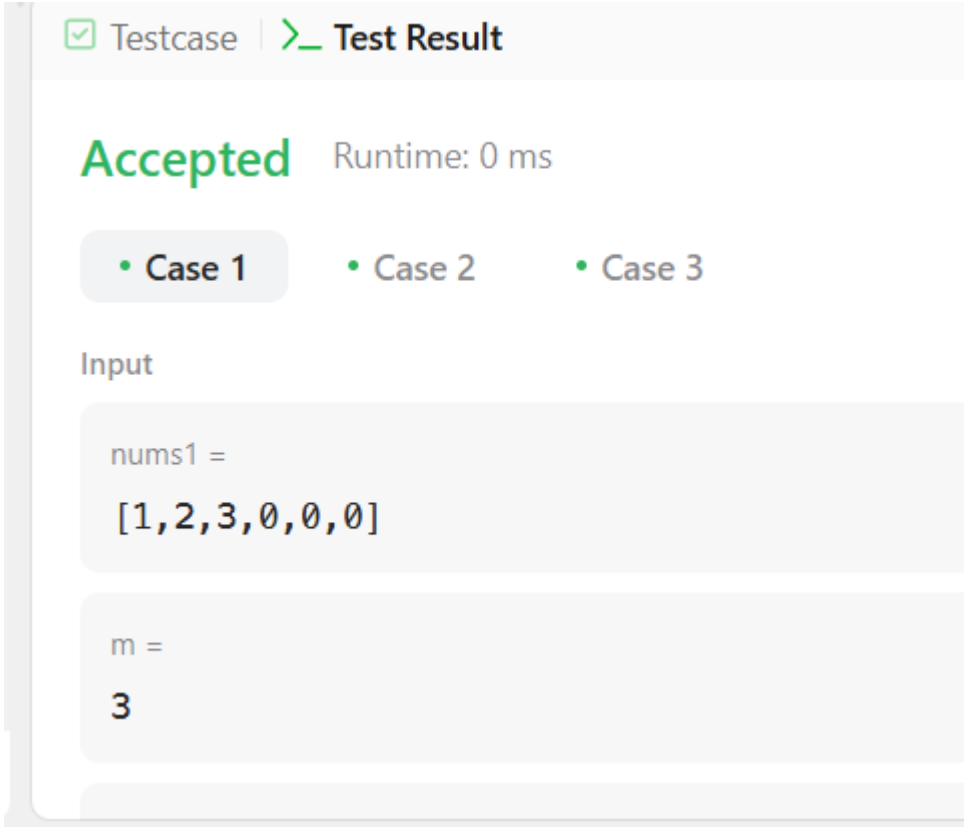 Testcase | >_ Test Result
Accepted Runtime: 0 ms
• Case 1 • Case 2 • Case 3
Input
nums1 =
[1,2,3,0,0,0]
m =
3